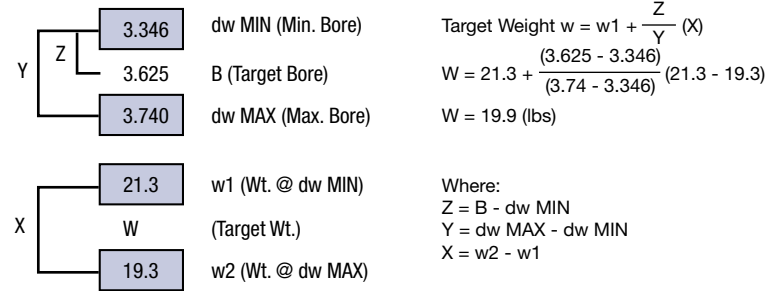 3.346 dw MIN (Min. Bore)
Y Z 3.625 B (Target Bore)
3.740 dw MAX (Max. Bore)
21.3 w1 (Wt. @ dw MIN)
X W (Target Wt.)
19.3 w2 (Wt. @ dw MAX)
Target Weight w = w1 + Z/Y (X)
W = 21.3 + (3.625 - 3.346)/(3.74 - 3.346) (21.3 - 19.3)
W = 19.9 (lbs)
Where:
Z = B - dw MIN
Y = dw MAX - dw MIN
X = w2 - w1